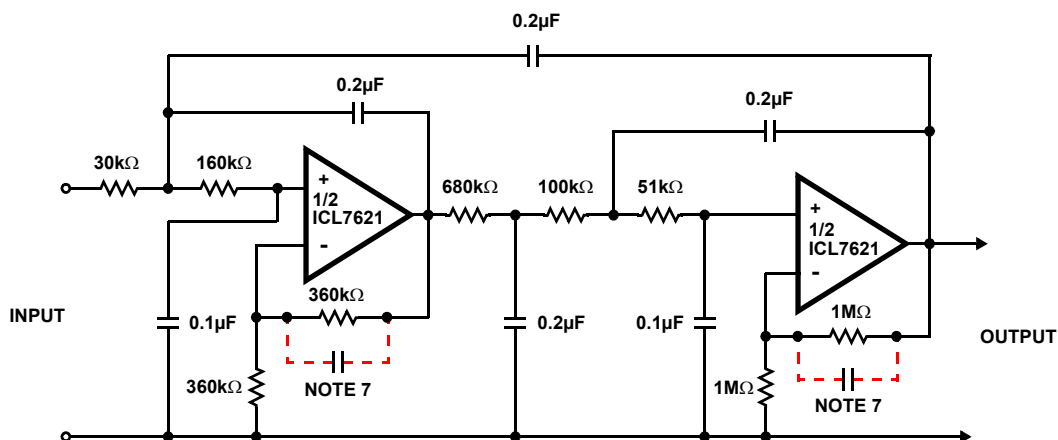 0.2µF
0.2µF
0.2µF
30kΩ
160kΩ
+
1/2
ICL7621
-
680kΩ
100kΩ
51kΩ
+
1/2
ICL7621
-
360kΩ
1MΩ
INPUT
0.1µF
0.2µF
0.1µF
OUTPUT
360kΩ
NOTE 7
1MΩ
NOTE 7